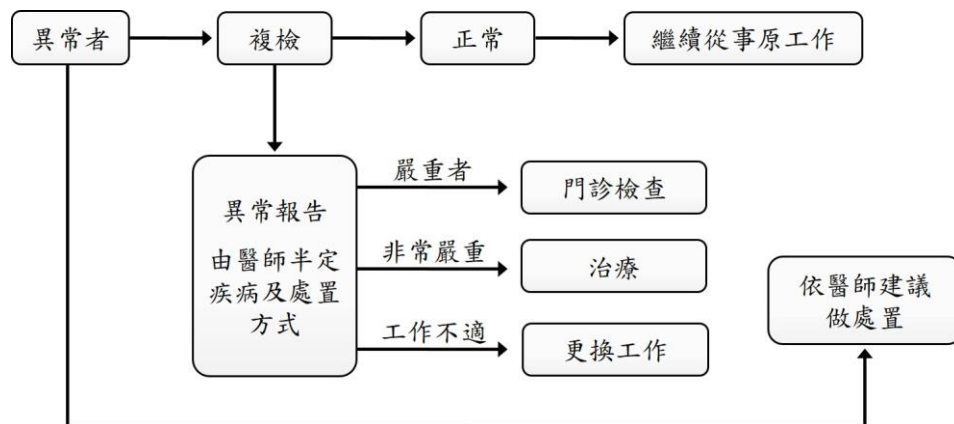 異常者
複檢
正常
繼續從事原工作
異常報告
由醫師半定
疾病及處置
方式
嚴重者
門診檢查
非常嚴重
治療
工作不適
更換工作
依醫師建議
做處置